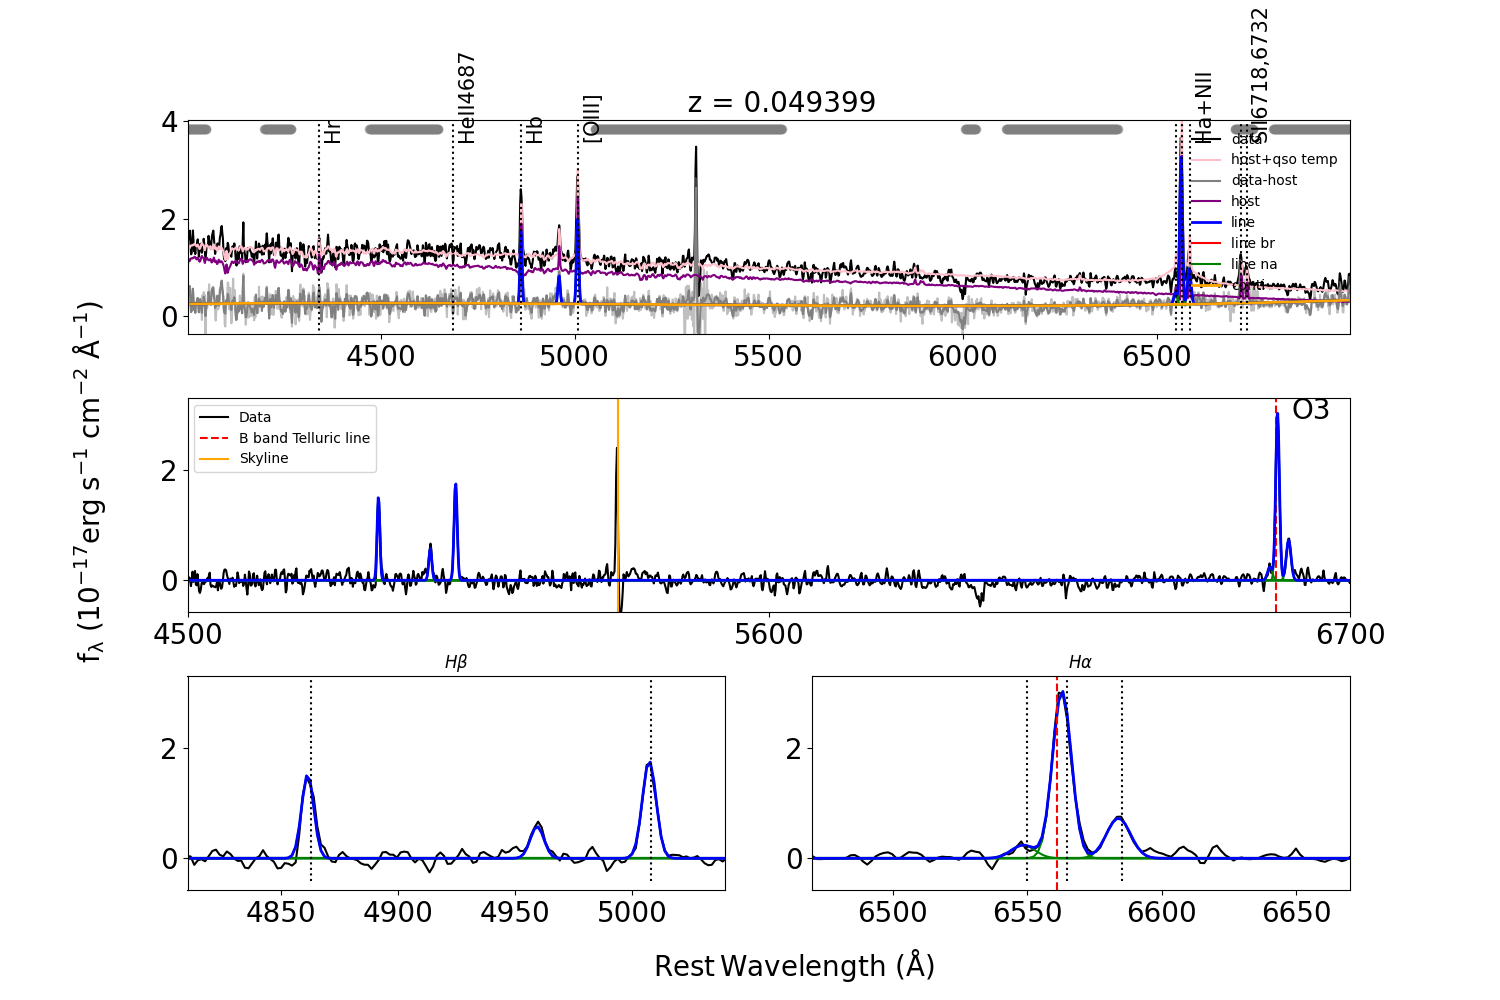 z = 0.049399
Hr
HeII4687
Hb
[OIII]
Ha+NII
SII6718,6732
data
host+qso temp
data-host
host
line
line br
line na
4
2
0
4500 5000 5500 6000 6500
Data
B band Telluric line
Skyline
O3
2
0
4500 5600 6700
fλ (10−17erg s−1 cm−2 Å−1)
Hβ
2
0
4850 4900 4950 5000
Hα
2
0
6500 6550 6600 6650
Rest Wavelength (Å)